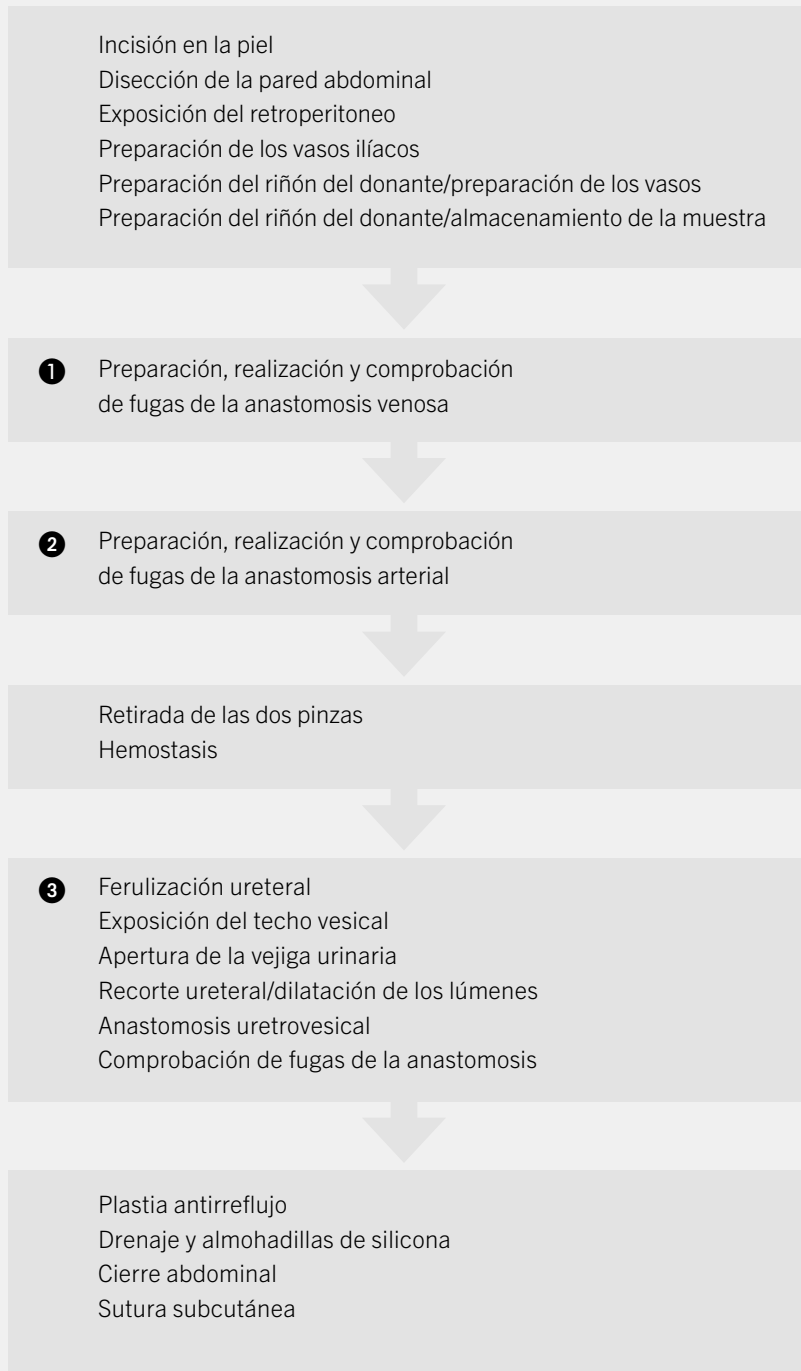 Incisión en la piel
Disección de la pared abdominal
Exposición del retroperitoneo
Preparación de los vasos ilíacos
Preparación del riñón del donante/preparación de los vasos
Preparación del riñón del donante/almacenamiento de la muestra
1 Preparación, realización y comprobación
de fugas de la anastomosis venosa
2 Preparación, realización y comprobación
de fugas de la anastomosis arterial
Retirada de las dos pinzas
Hemostasis
3 Ferulización ureteral
Exposición del techo vesical
Apertura de la vejiga urinaria
Recorte ureteral/dilatación de los lúmenes
Anastomosis uretrovesical
Comprobación de fugas de la anastomosis
Plastia antirreflujo
Drenaje y almohadillas de silicona
Cierre abdominal
Sutura subcutánea